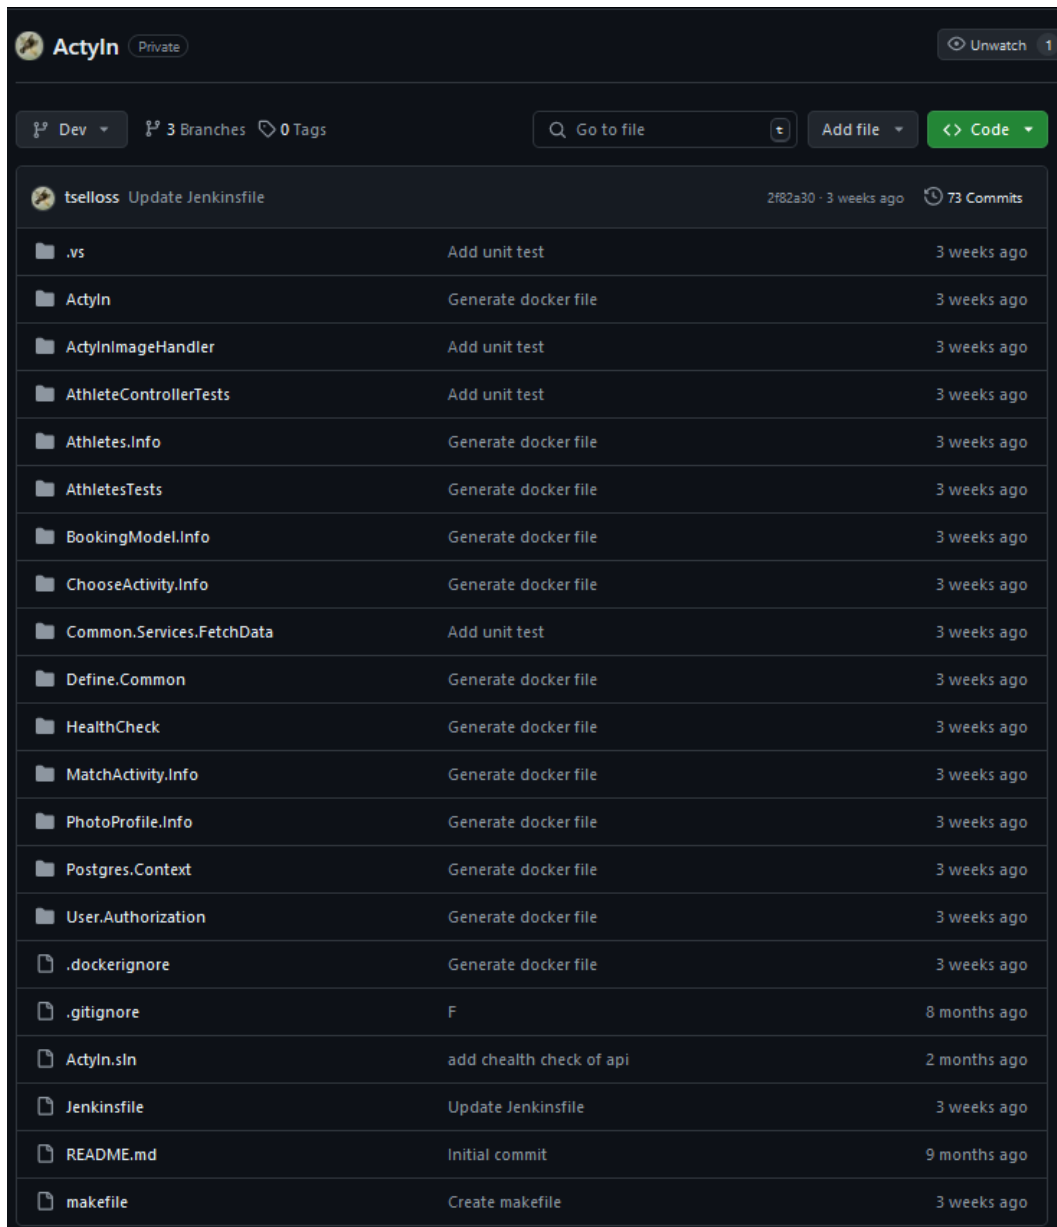 ActyIn Private Unwatch 1
Dev 3 Branches 0 Tags Go to file t Add file <> Code
tselloss Update Jenkinsfile 2f82a30 · 3 weeks ago 73 Commits
.vs Add unit test 3 weeks ago
ActyIn Generate docker file 3 weeks ago
ActyInImageHandler Add unit test 3 weeks ago
AthleteControllerTests Add unit test 3 weeks ago
Athletes.Info Generate docker file 3 weeks ago
AthletesTests Generate docker file 3 weeks ago
BookingModel.Info Generate docker file 3 weeks ago
ChooseActivity.Info Generate docker file 3 weeks ago
Common.Services.FetchData Add unit test 3 weeks ago
Define.Common Generate docker file 3 weeks ago
HealthCheck Generate docker file 3 weeks ago
MatchActivity.Info Generate docker file 3 weeks ago
PhotoProfile.Info Generate docker file 3 weeks ago
Postgres.Context Generate docker file 3 weeks ago
User.Authorization Generate docker file 3 weeks ago
.dockerignore Generate docker file 3 weeks ago
.gitignore F 8 months ago
ActyIn.sln add chealth check of api 2 months ago
Jenkinsfile Update Jenkinsfile 3 weeks ago
README.md Initial commit 9 months ago
makefile Create makefile 3 weeks ago